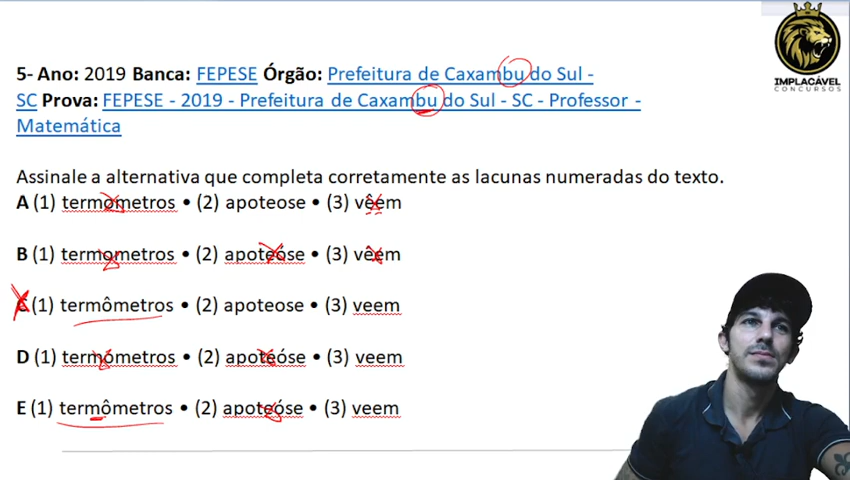 IMPLACÁVEL
CONCURSOS
5- Ano: 2019 Banca: FEPESE Órgão: Prefeitura de Caxambu do Sul -
SC Prova: FEPESE - 2019 - Prefeitura de Caxambu do Sul - SC - Professor -
Matemática
Assinale a alternativa que completa corretamente as lacunas numeradas do texto.
A (1) termometros • (2) apoteose • (3) vêem
B (1) termometros • (2) apoteóse • (3) vêem
C (1) termômetros • (2) apoteose • (3) veem
D (1) termómetros • (2) apoteóse • (3) veem
E (1) termômetros • (2) apoteóse • (3) veem